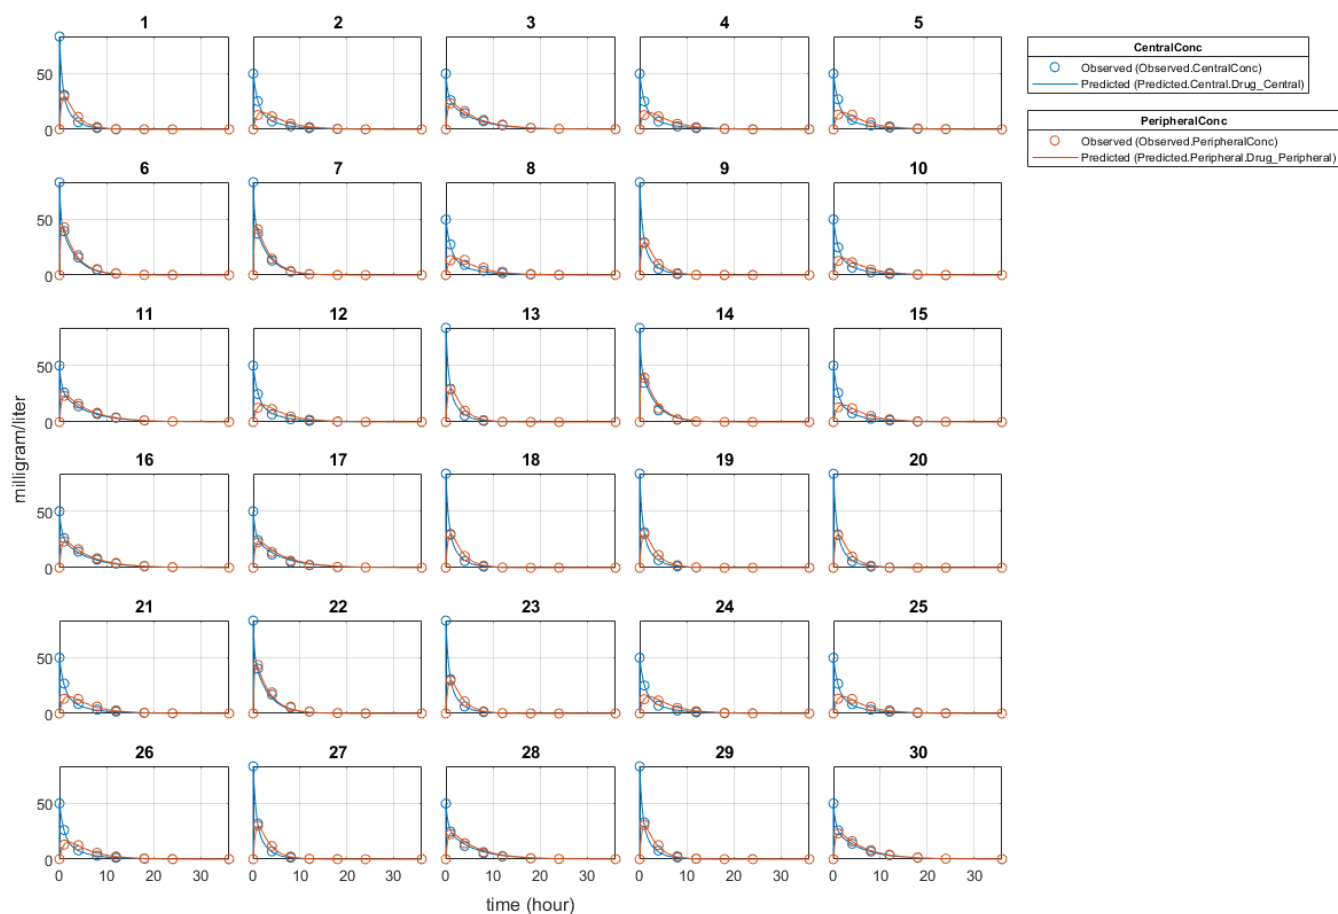 1 2 3 4 5
CentralConc
Observed (Observed.CentralConc)
Predicted (Predicted.Central.Drug_Central)
PeripheralConc
Observed (Observed.PeripheralConc)
Predicted (Predicted.Peripheral.Drug_Peripheral)
50
0
6 7 8 9 10
50
0
11 12 13 14 15
50
0
milligram/liter
16 17 18 19 20
50
0
21 22 23 24 25
50
0
26 27 28 29 30
50
0
0 10 20 30 0 10 20 30 0 10 20 30 0 10 20 30 0 10 20 30
time (hour)